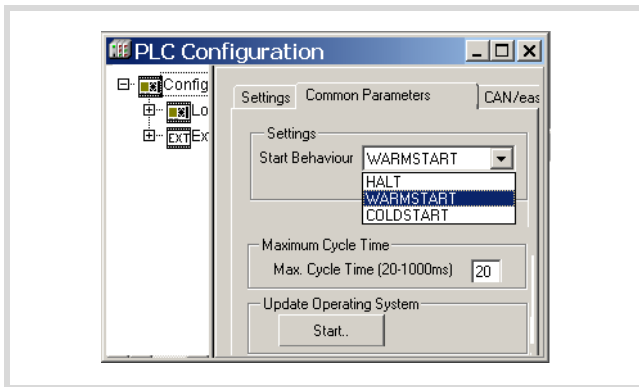 PLC Configuration
Config
Lo
EXT Ex
Settings Common Parameters CAN/eas
Settings
Start Behaviour WARMSTART
HALT
WARMSTART
COLDSTART
Maximum Cycle Time
Max. Cycle Time (20-1000ms) 20
Update Operating System
Start..